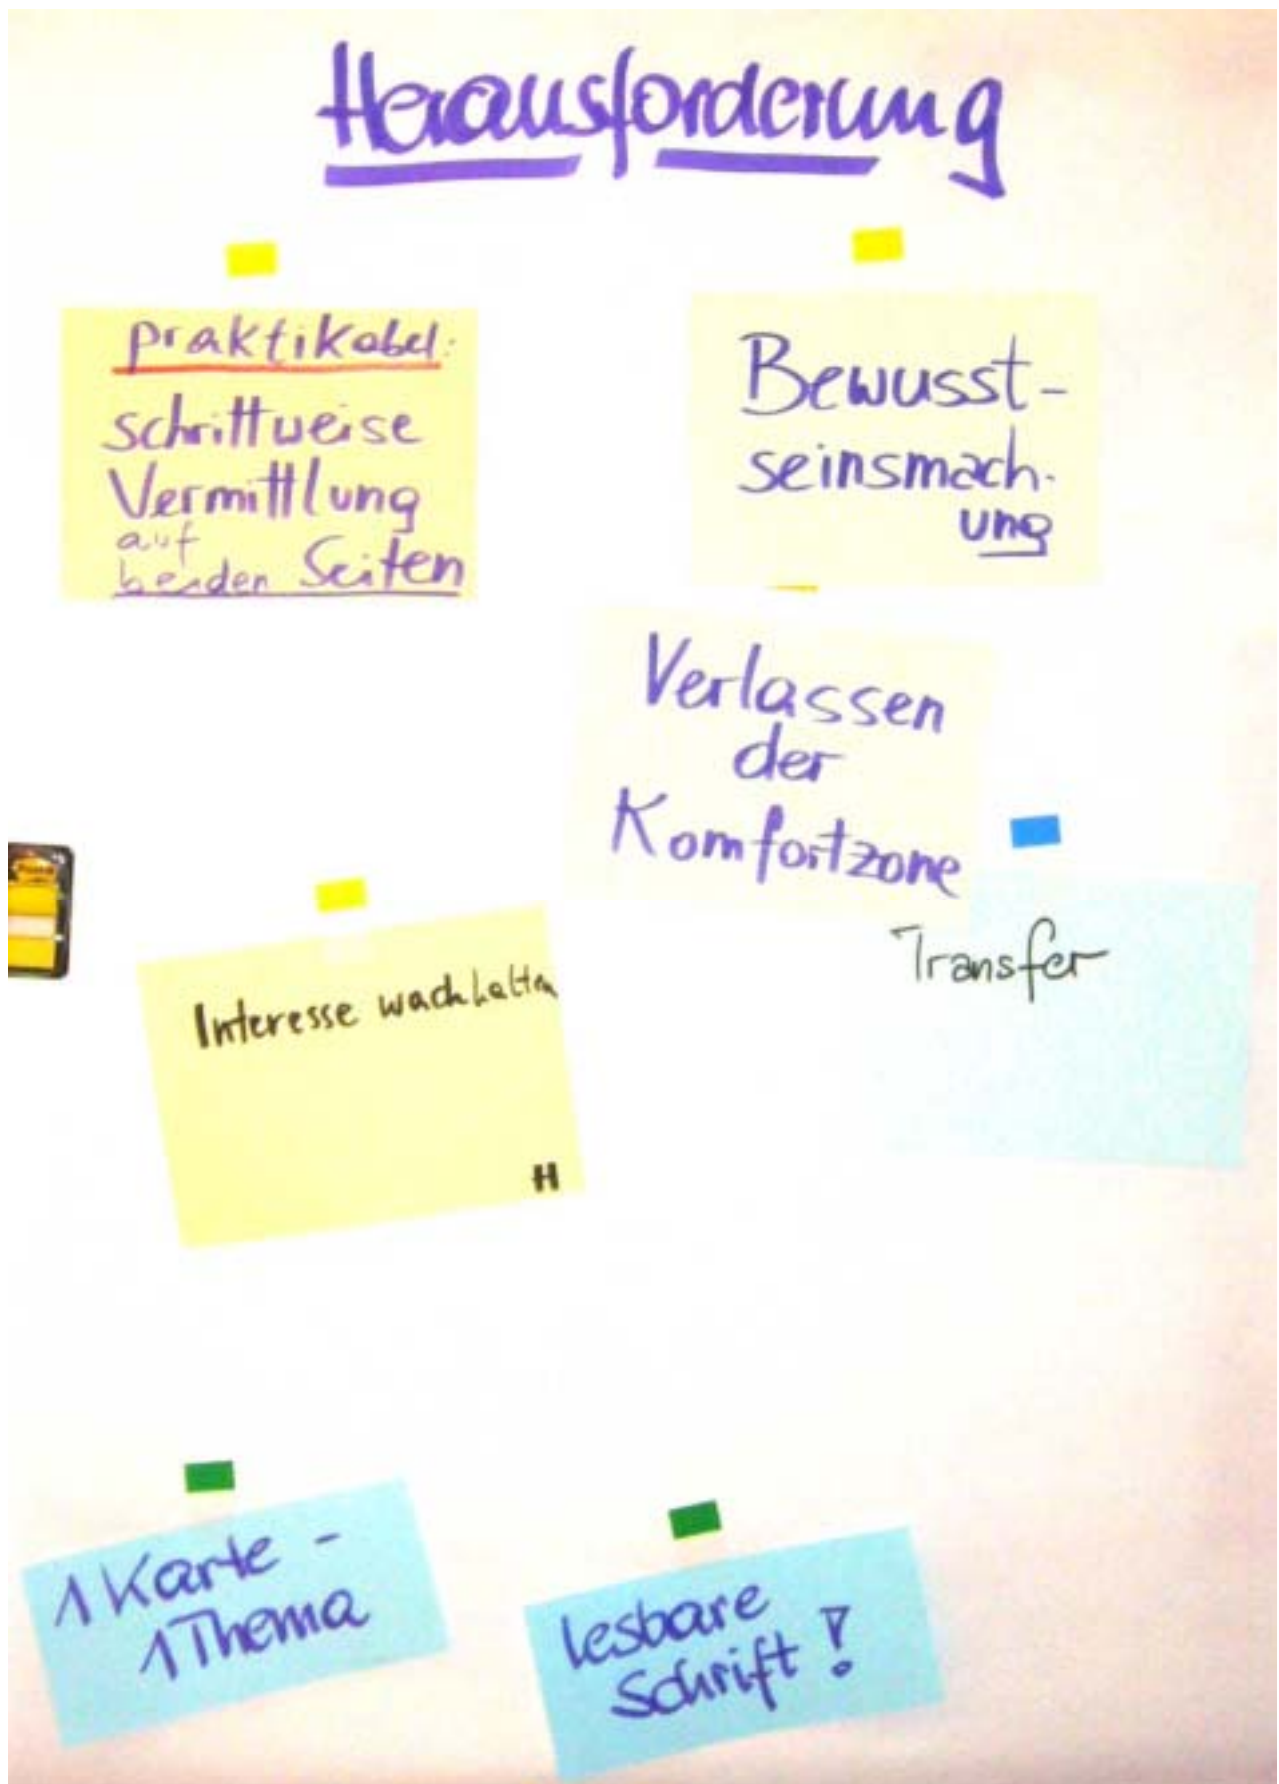 Herausforderung
praktikabel:
schrittweise
Vermittlung
auf
beiden Seiten
Bewusst-
seinsmach-
ung
Verlassen
der
Komfortzone
Transfer
Interesse wachhalten
H
1 Karte -
1 Thema
lesbare
Schrift!